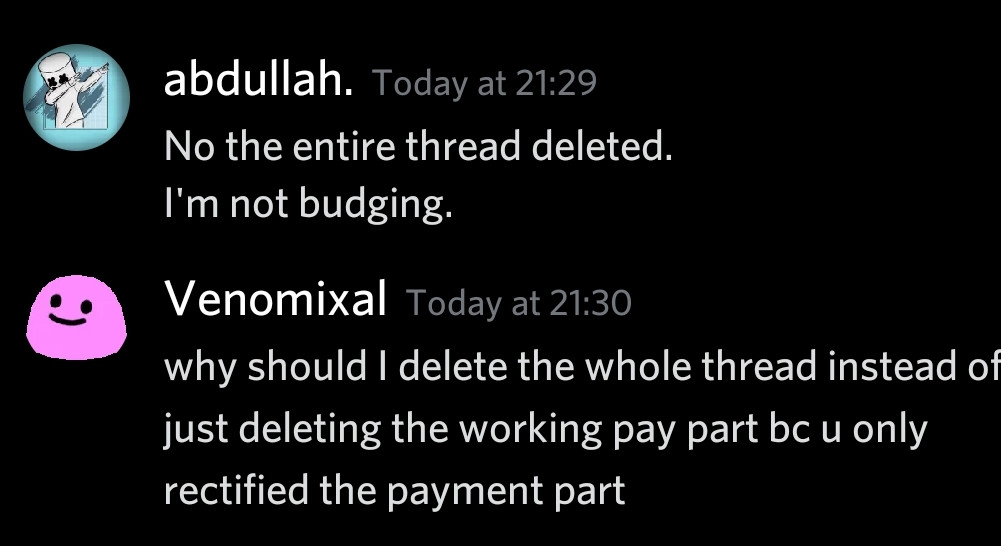 abdullah. Today at 21:29
No the entire thread deleted.
I'm not budging.
Venomixal Today at 21:30
why should I delete the whole thread instead of
just deleting the working pay part bc u only
rectified the payment part